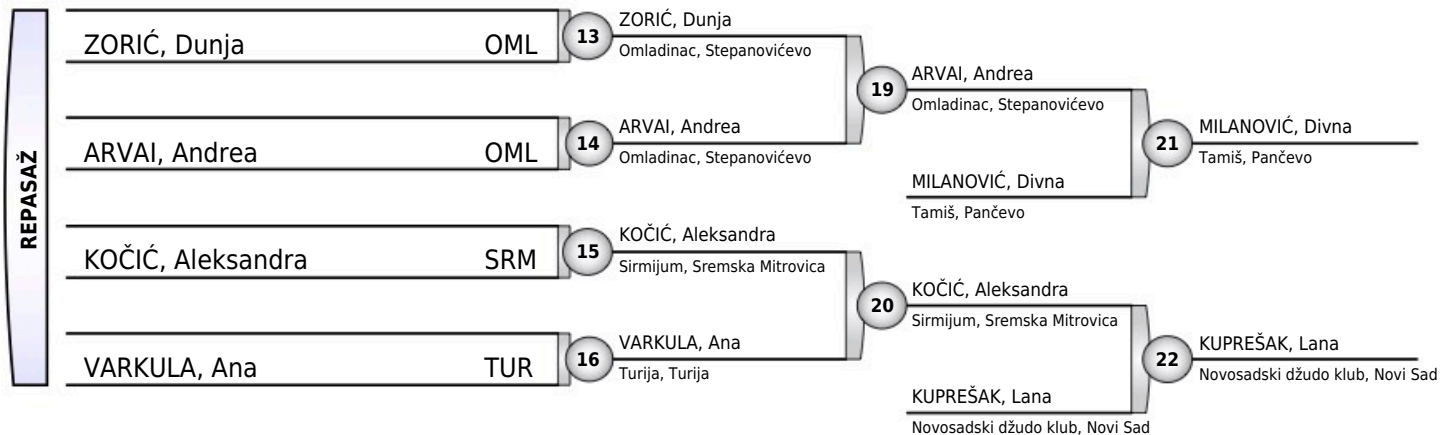 REPASAŽ
ZORIĆ, Dunja OML
13
ZORIĆ, Dunja
Omladinac, Stepanovićevo
ARVAI, Andrea OML
14
ARVAI, Andrea
Omladinac, Stepanovićevo
19
ARVAI, Andrea
Omladinac, Stepanovićevo
MILANOVIĆ, Divna
Tamiš, Pančevo
21
MILANOVIĆ, Divna
Tamiš, Pančevo
KOČIĆ, Aleksandra SRM
15
KOČIĆ, Aleksandra
Sirmijum, Sremska Mitrovica
VARKULA, Ana TUR
16
VARKULA, Ana
Turija, Turija
20
KOČIĆ, Aleksandra
Sirmijum, Sremska Mitrovica
KUPREŠAK, Lana
Novosadski džudo klub, Novi Sad
22
KUPREŠAK, Lana
Novosadski džudo klub, Novi Sad